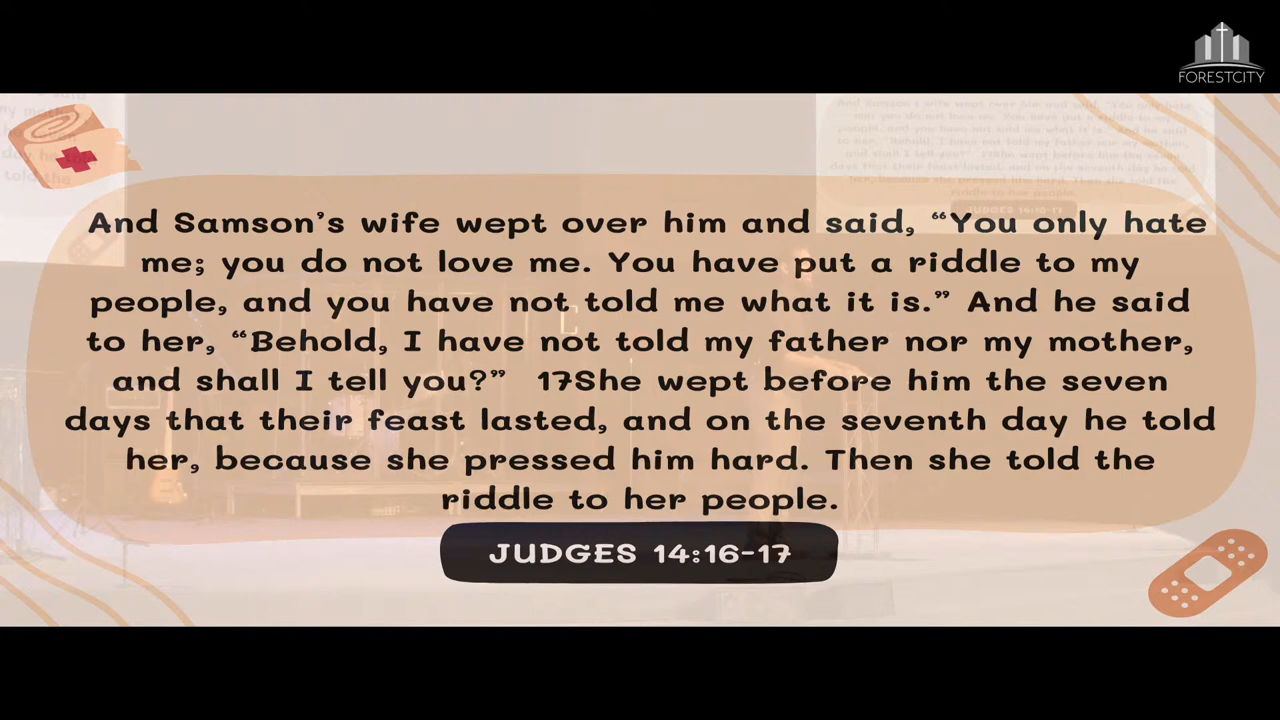 FORESTCITY
And Samson's wife wept over him and said, “You only hate
me; you do not love me. You have put a riddle to my
people, and you have not told me what it is.” And he said
to her, “Behold, I have not told my father nor my mother,
and shall I tell you?” 17She wept before him the seven
days that their feast lasted, and on the seventh day he told
her, because she pressed him hard. Then she told the
riddle to her people.
JUDGES 14:16-17